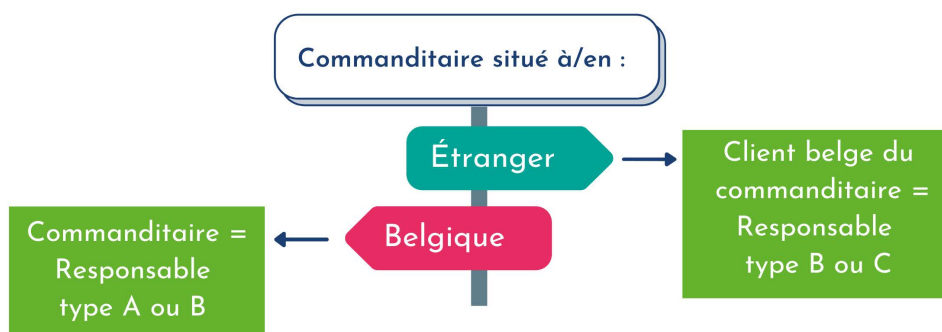 Commanditaire situé à/en :
Étranger
Client belge du
commanditaire =
Responsable
type B ou C
Belgique
Commanditaire =
Responsable
type A ou B